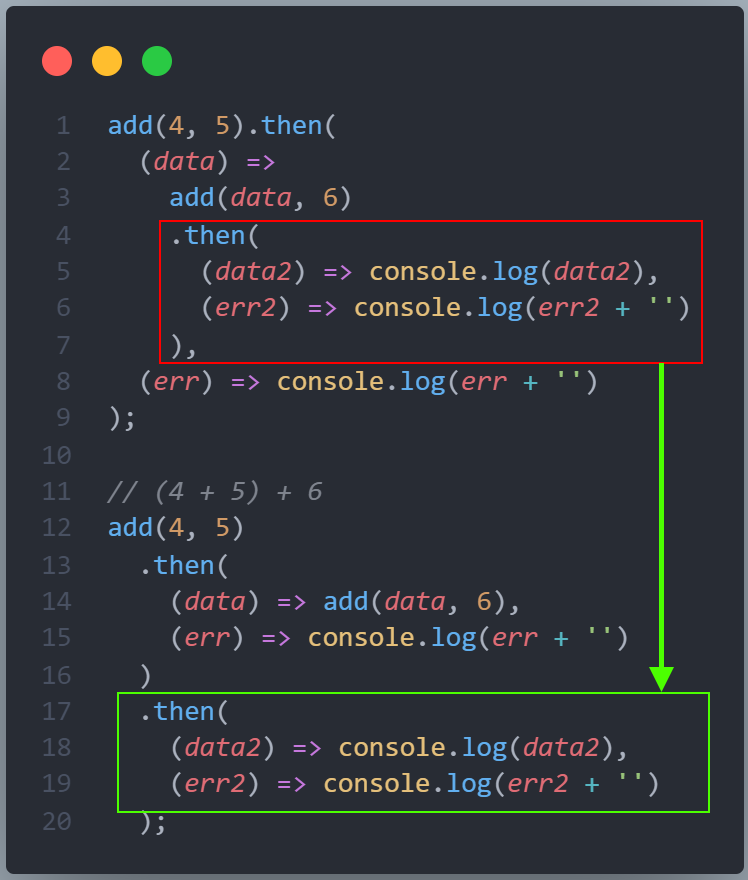 1 add(4, 5).then(
2 (data) =>
3 add(data, 6)
4 .then(
5 (data2) => console.log(data2),
6 (err2) => console.log(err2 + '')
7 ),
8 (err) => console.log(err + '')
9 );
10
11 // (4 + 5) + 6
12 add(4, 5)
13 .then(
14 (data) => add(data, 6),
15 (err) => console.log(err + '')
16 )
17 .then(
18 (data2) => console.log(data2),
19 (err2) => console.log(err2 + '')
20 );